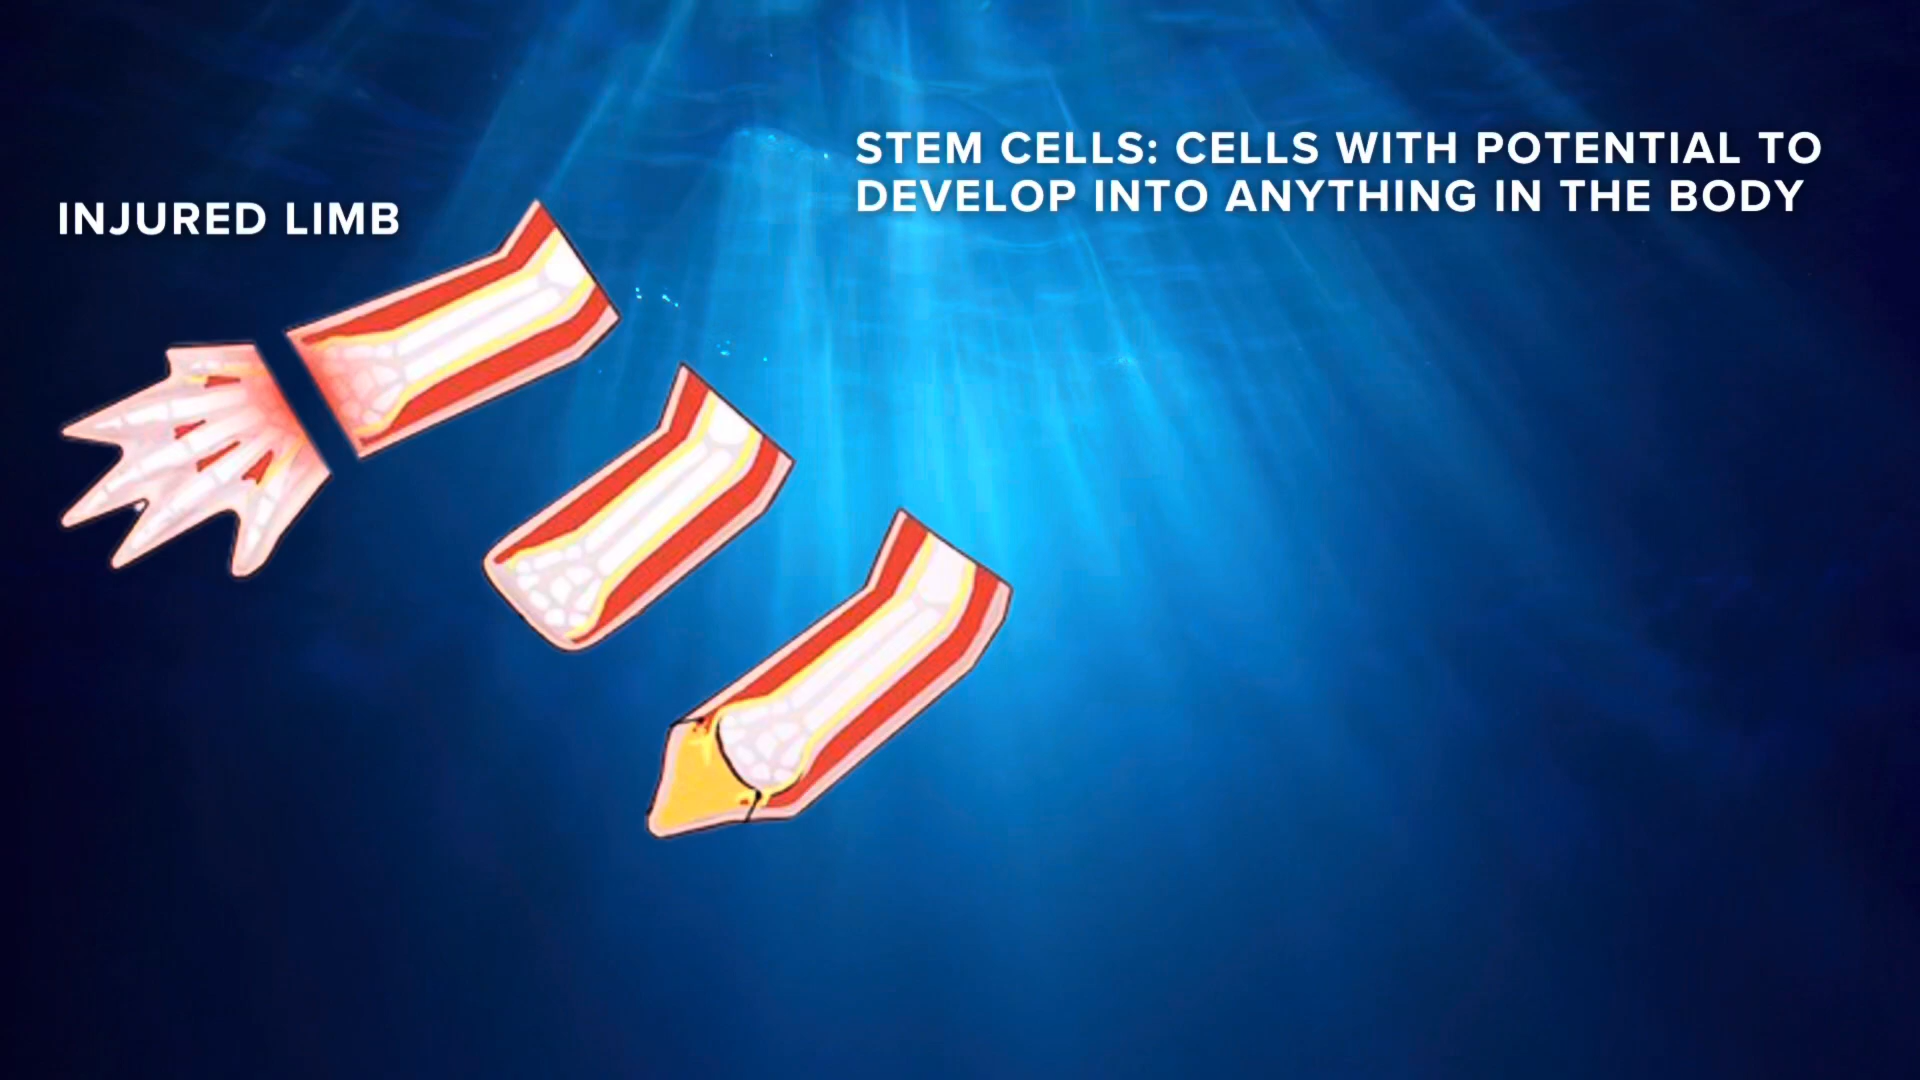 INJURED LIMB
STEM CELLS: CELLS WITH POTENTIAL TO
DEVELOP INTO ANYTHING IN THE BODY